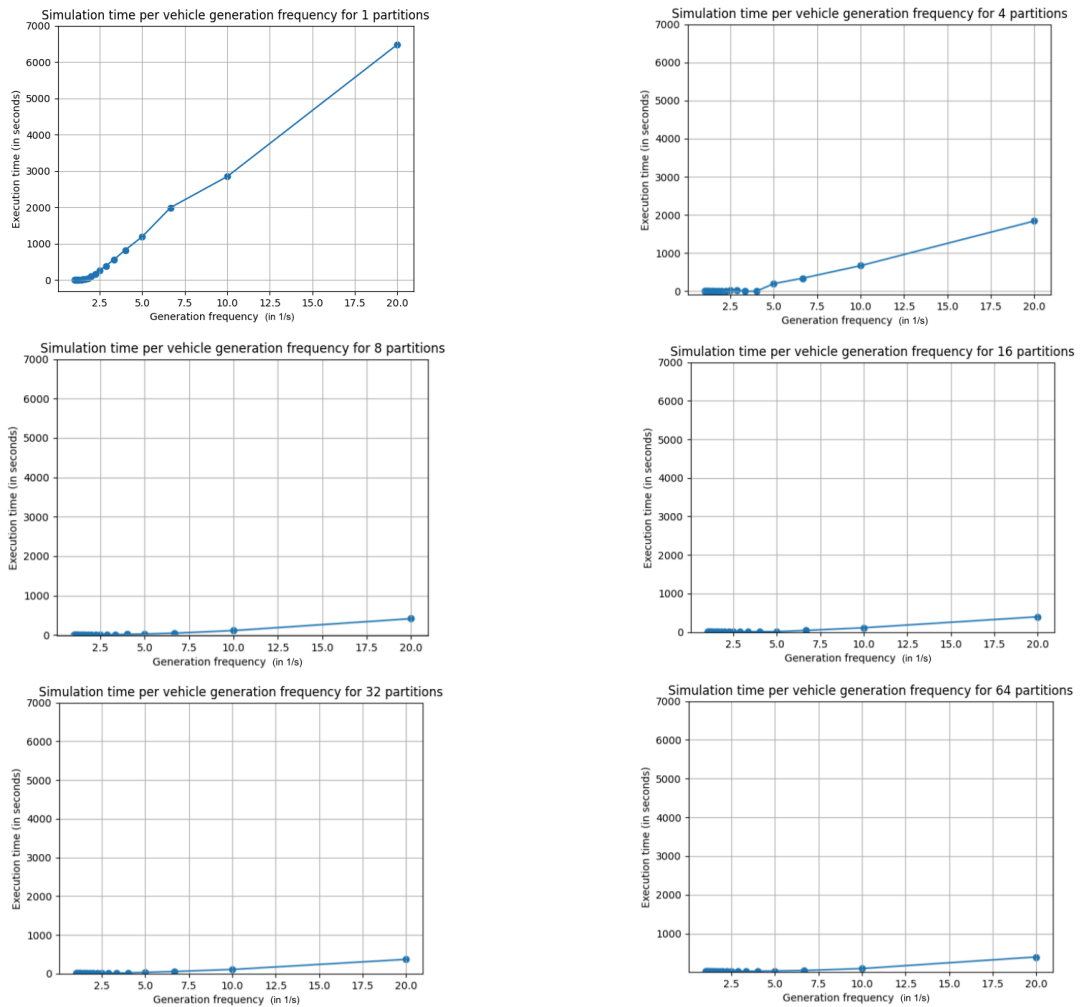 Simulation time per vehicle generation frequency for 1 partitions
7000
6000
5000
4000
3000
2000
1000
0
Execution time (in seconds)
2.5 5.0 7.5 10.0 12.5 15.0 17.5 20.0
Generation frequency (in 1/s)
Simulation time per vehicle generation frequency for 4 partitions
7000
6000
5000
4000
3000
2000
1000
0
Execution time (in seconds)
2.5 5.0 7.5 10.0 12.5 15.0 17.5 20.0
Generation frequency (in 1/s)
Simulation time per vehicle generation frequency for 8 partitions
7000
6000
5000
4000
3000
2000
1000
0
Execution time (in seconds)
2.5 5.0 7.5 10.0 12.5 15.0 17.5 20.0
Generation frequency (in 1/s)
Simulation time per vehicle generation frequency for 16 partitions
7000
6000
5000
4000
3000
2000
1000
0
Execution time (in seconds)
2.5 5.0 7.5 10.0 12.5 15.0 17.5 20.0
Generation frequency (in 1/s)
Simulation time per vehicle generation frequency for 32 partitions
7000
6000
5000
4000
3000
2000
1000
0
Execution time (in seconds)
2.5 5.0 7.5 10.0 12.5 15.0 17.5 20.0
Generation frequency (in 1/s)
Simulation time per vehicle generation frequency for 64 partitions
7000
6000
5000
4000
3000
2000
1000
Execution time (in seconds)
2.5 5.0 7.5 10.0 12.5 15.0 17.5 20.0
Generation frequency (in 1/s)